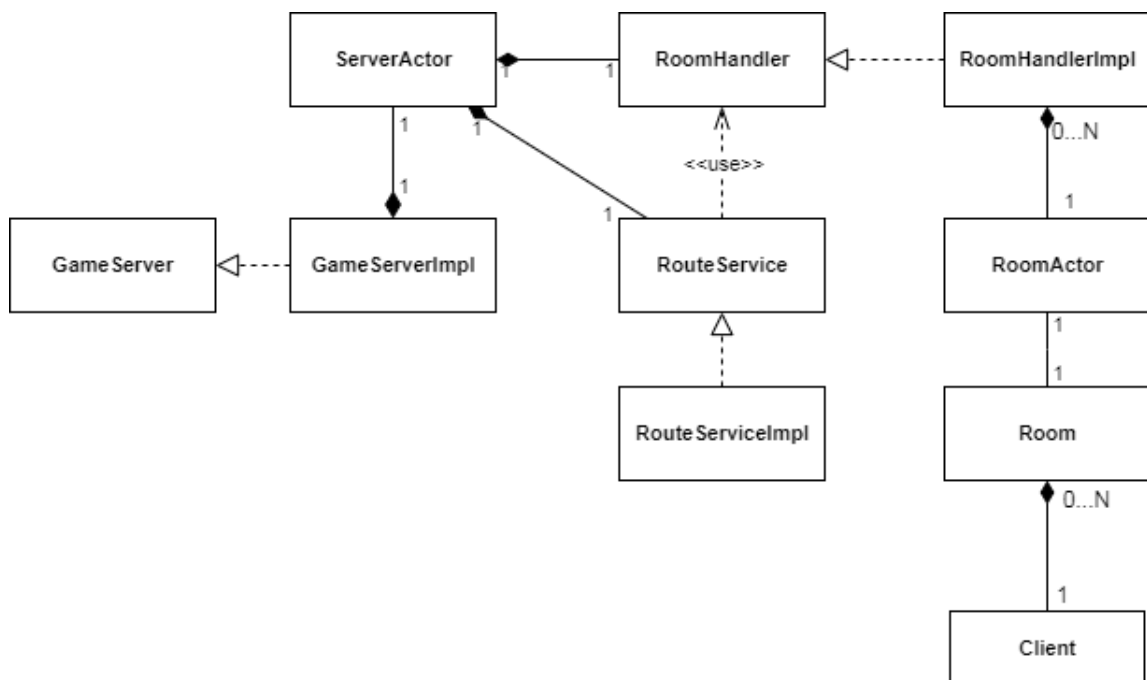 ServerActor
1
1
RoomHandler
RoomHandlerImpl
1
1
0...N
<<use>>
1
1
1
GameServer
GameServerImpl
RouteService
RoomActor
1
1
RouteServiceImpl
Room
0...N
1
Client